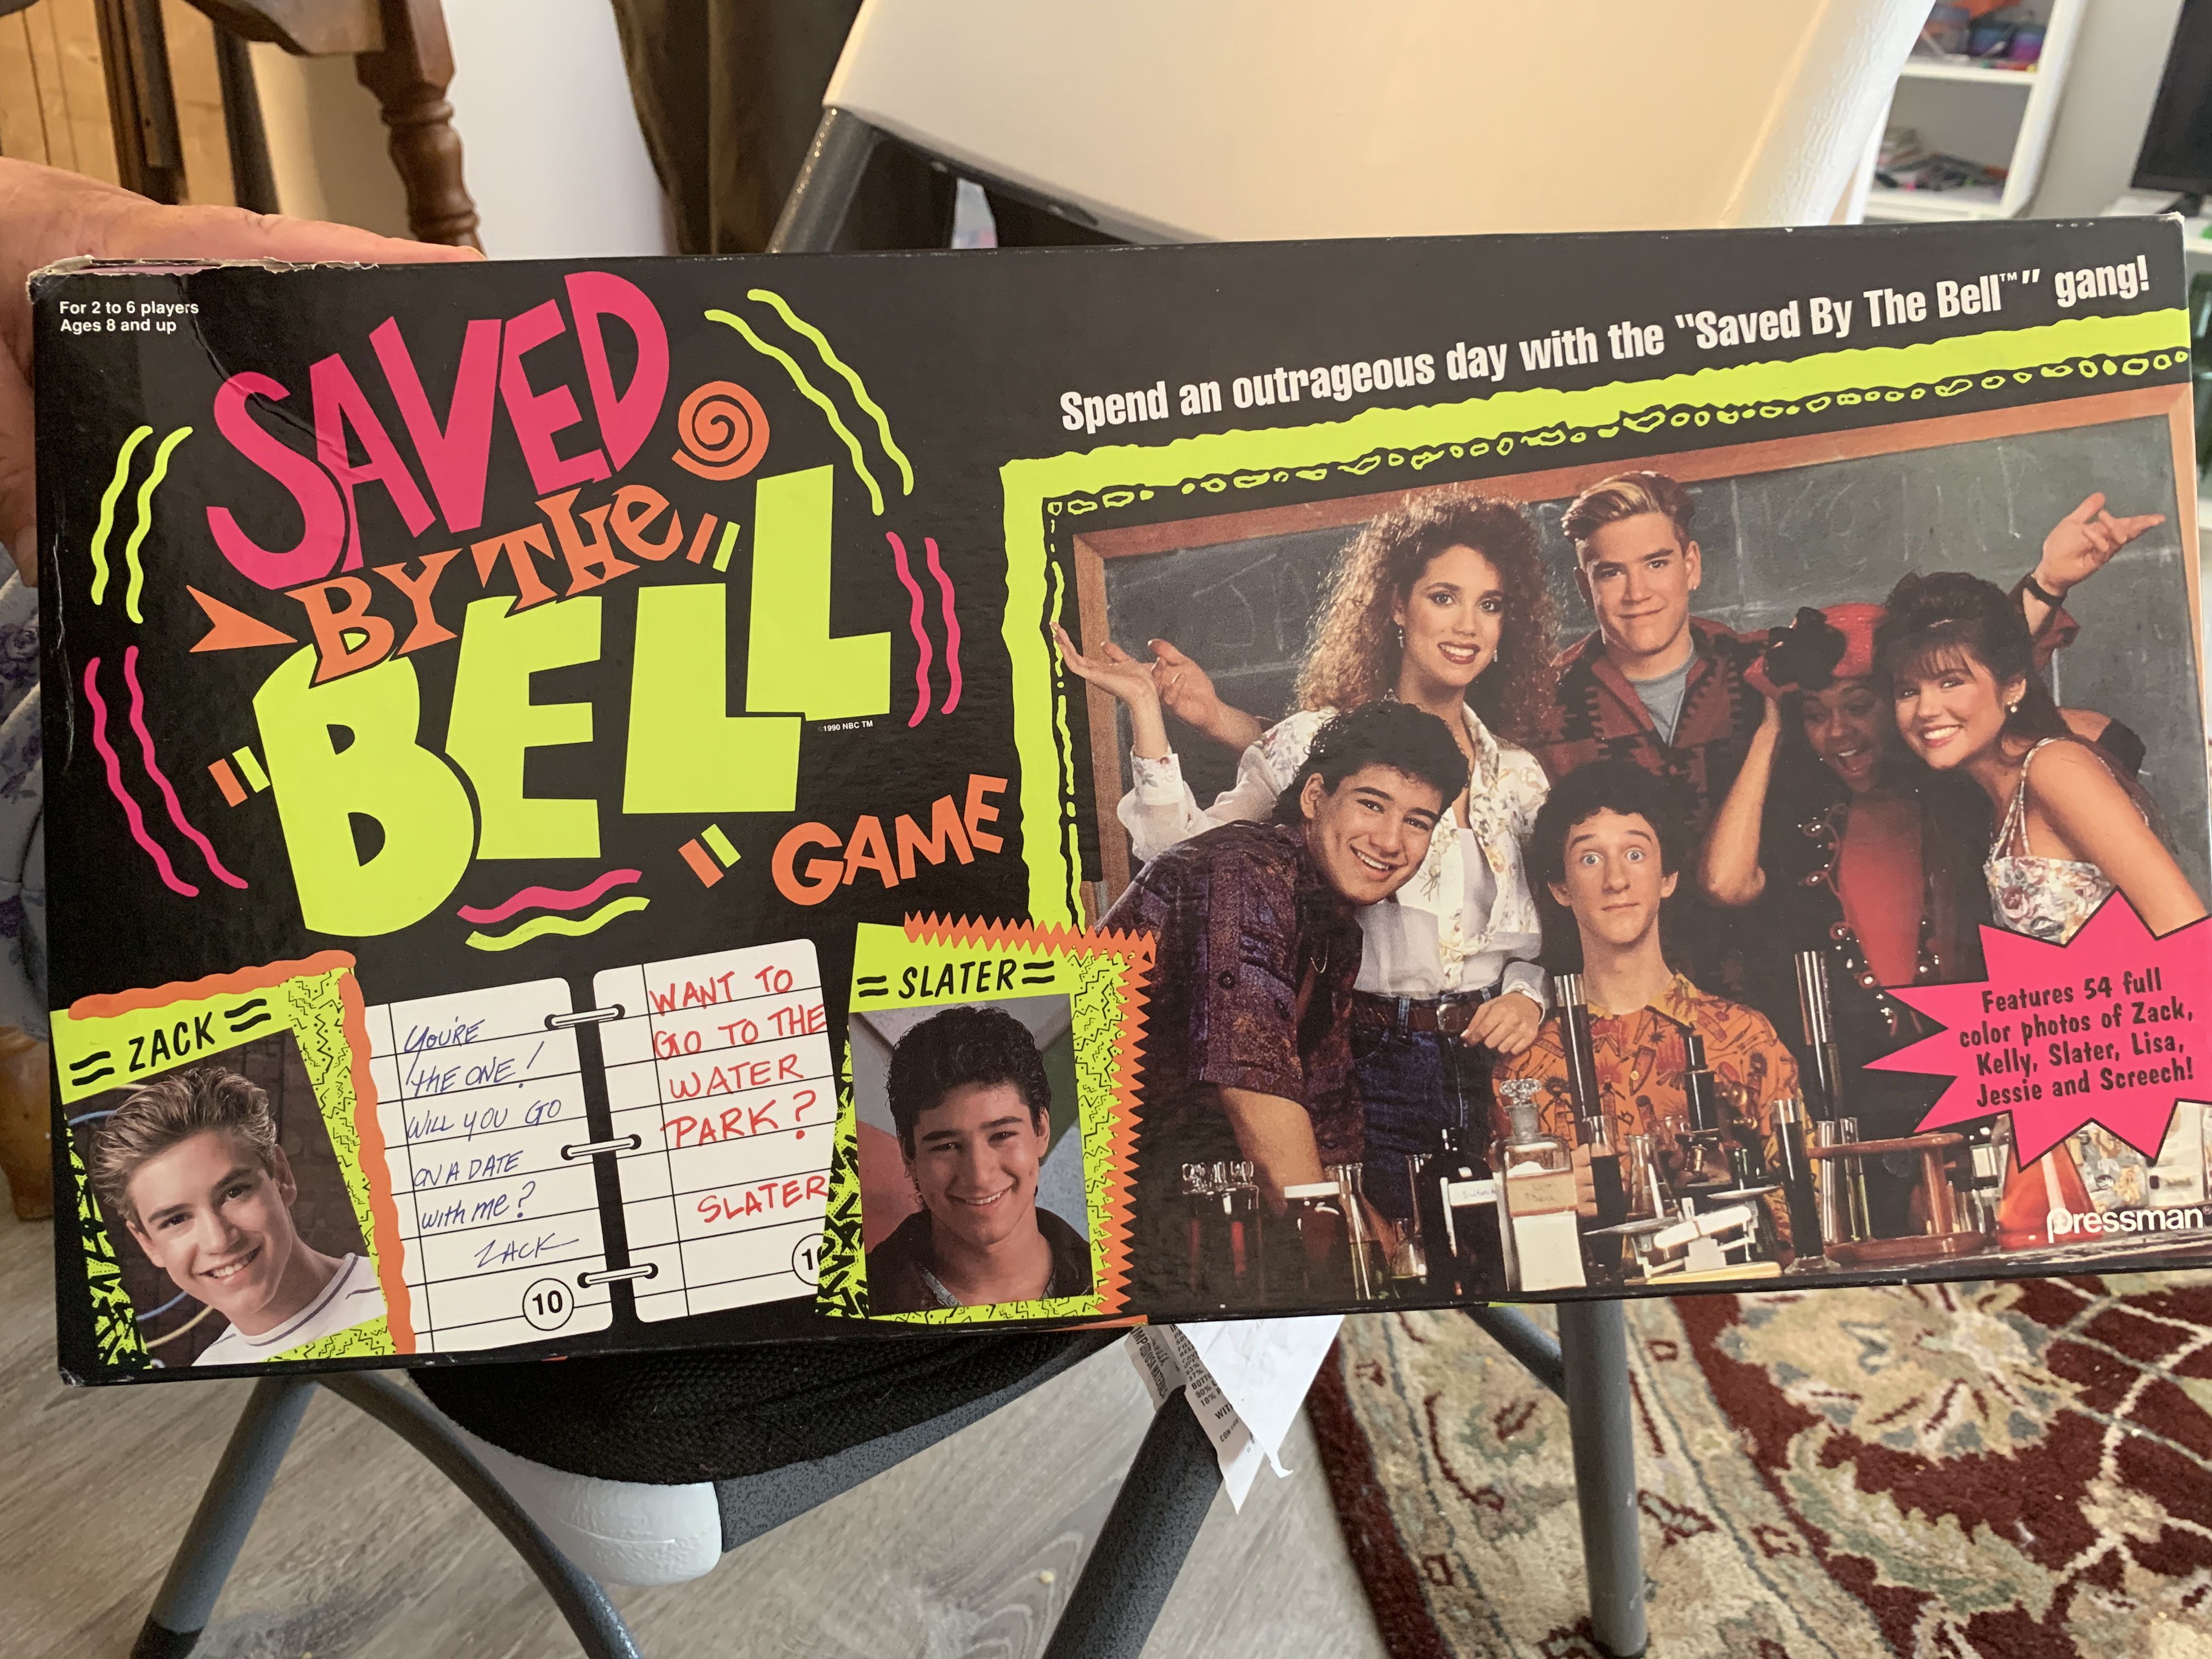 For 2 to 6 players
Ages 8 and up
SAVED
BY THE
BELL
©1990 NBC TM
GAME
Spend an outrageous day with the "Saved By The Bell™" gang!
= ZACK =
YOU'RE
THE ONE!
WILL YOU GO
ON A DATE
with me?
ZACK
10
WANT TO
GO TO THE
WATER
PARK?
SLATER
= SLATER =
Features 54 full
color photos of Zack,
Kelly, Slater, Lisa,
Jessie and Screech!
pressman